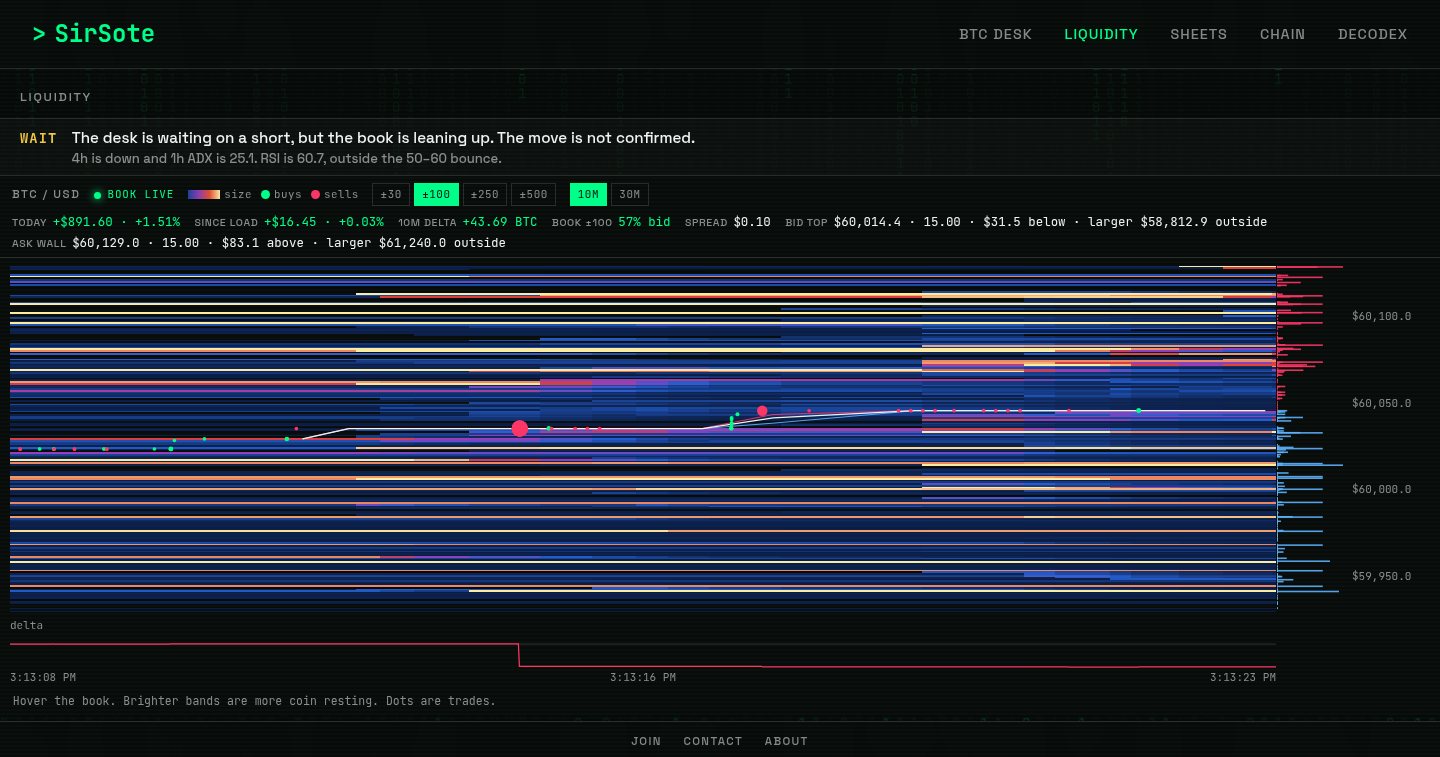 > SirSote
BTC DESK LIQUIDITY SHEETS CHAIN DECODEX
LIQUIDITY
WAIT The desk is waiting on a short, but the book is leaning up. The move is not confirmed.
4h is down and 1h ADX is 25.1. RSI is 60.7, outside the 50–60 bounce.
BTC / USD BOOK LIVE size buys sells ±30 ±100 ±250 ±500 10M 30M
TODAY +$891.60 · +1.51% SINCE LOAD +$16.45 · +0.03% 10M DELTA +43.69 BTC BOOK ±100 57% bid SPREAD $0.10 BID TOP $60,014.4 · 15.00 · $31.5 below · larger $58,812.9 outside
ASK WALL $60,129.0 · 15.00 · $83.1 above · larger $61,240.0 outside
$60,100.0
$60,050.0
$60,000.0
$59,950.0
delta
3:13:08 PM 3:13:16 PM 3:13:23 PM
Hover the book. Brighter bands are more coin resting. Dots are trades.
JOIN CONTACT ABOUT